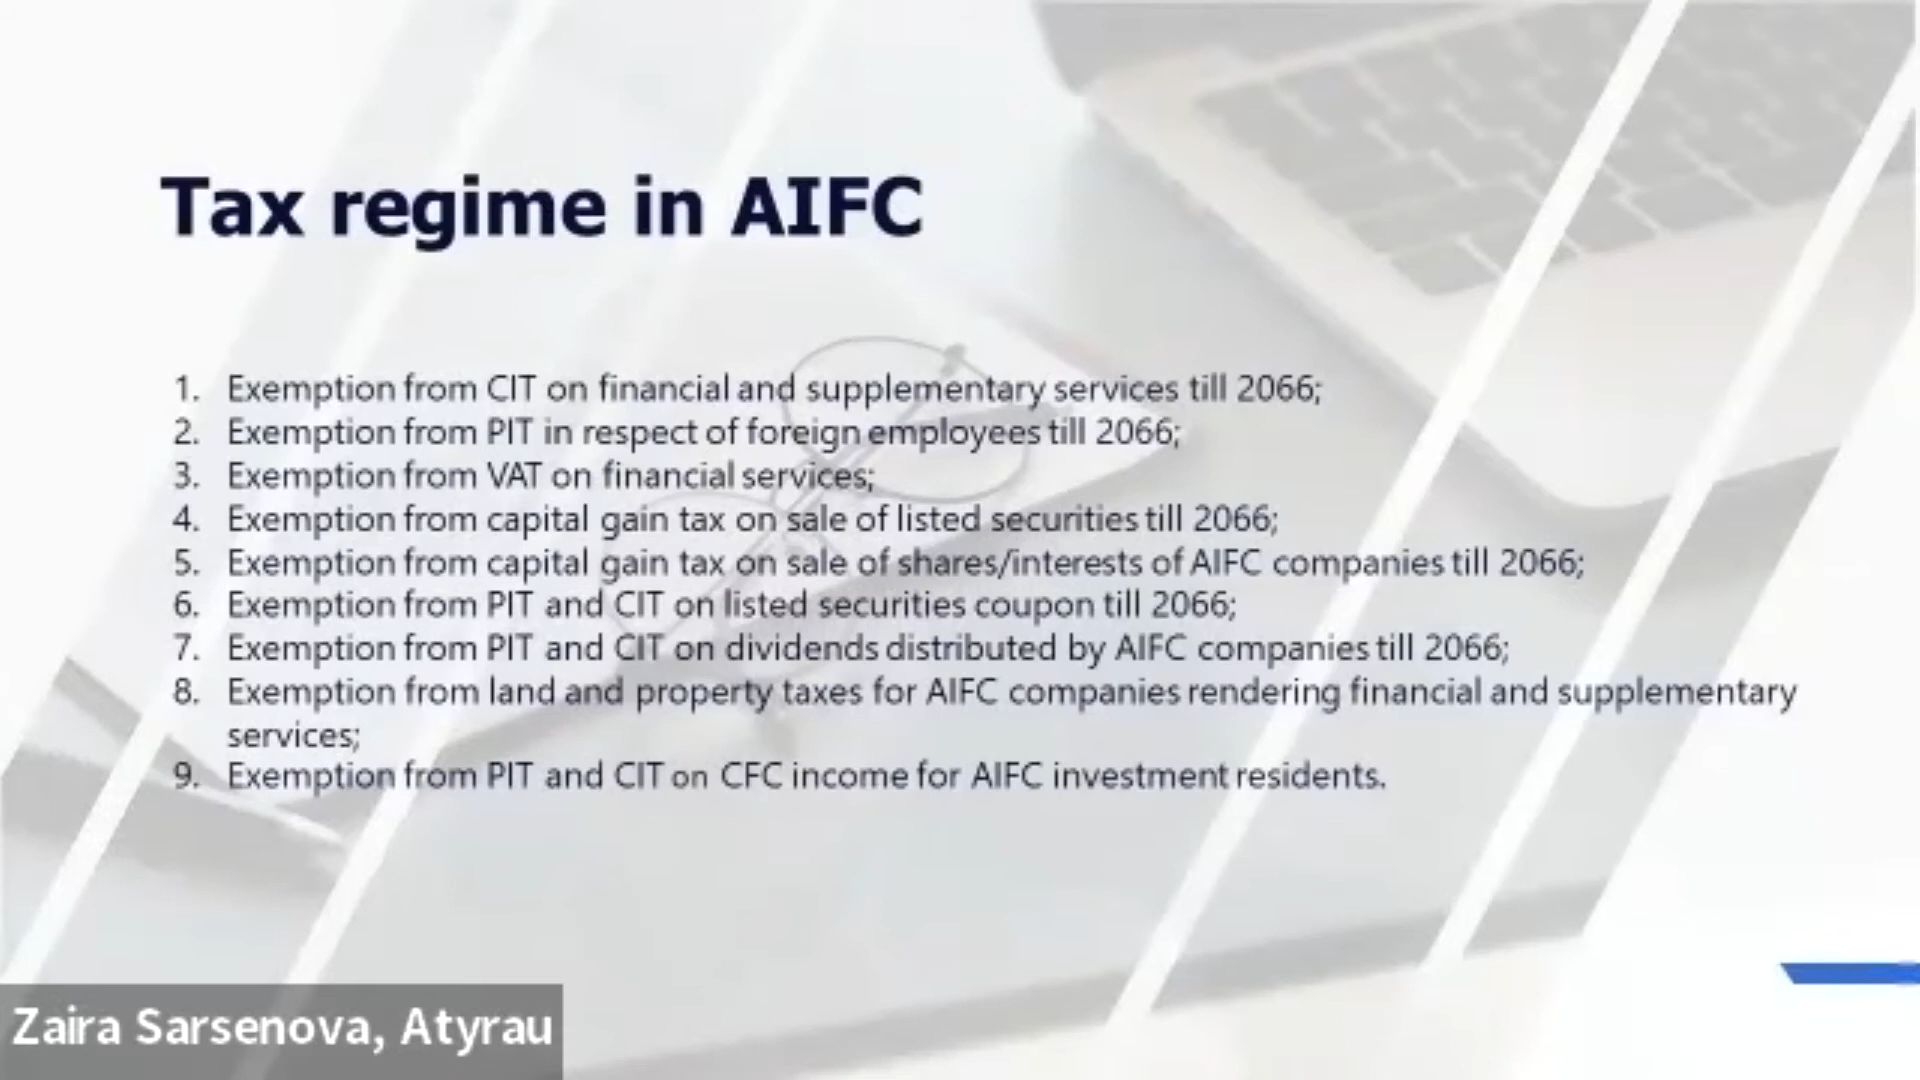 Tax regime in AIFC
1. Exemption from CIT on financial and supplementary services till 2066;
2. Exemption from PIT in respect of foreign employees till 2066;
3. Exemption from VAT on financial services;
4. Exemption from capital gain tax on sale of listed securities till 2066;
5. Exemption from capital gain tax on sale of shares/interests of AIFC companies till 2066;
6. Exemption from PIT and CIT on listed securities coupon till 2066;
7. Exemption from PIT and CIT on dividends distributed by AIFC companies till 2066;
8. Exemption from land and property taxes for AIFC companies rendering financial and supplementary
services;
9. Exemption from PIT and CIT on CFC income for AIFC investment residents.
Zaira Sarsenova, Atyrau